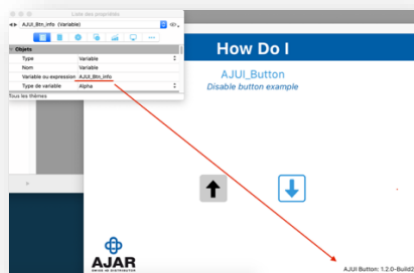 Liste des propriétés
AJUI_Btn_info (Variable)
Objets
Type Variable
Nom Variable
Variable ou expression AJUI_Btn_info
Type de variable Alpha
Tous les thèmes
How Do I
AJUI_Button
Disable button example
AJAR
AJUI Button: 1.2.0-Build2